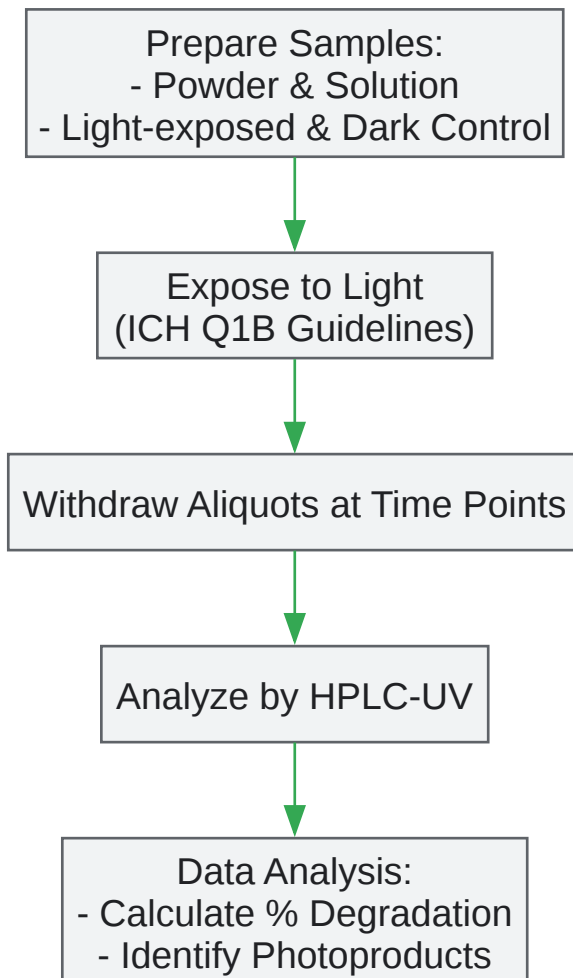 Prepare Samples:
- Powder & Solution
- Light-exposed & Dark Control
Expose to Light
(ICH Q1B Guidelines)
Withdraw Aliquots at Time Points
Analyze by HPLC-UV
Data Analysis:
- Calculate % Degradation
- Identify Photoproducts